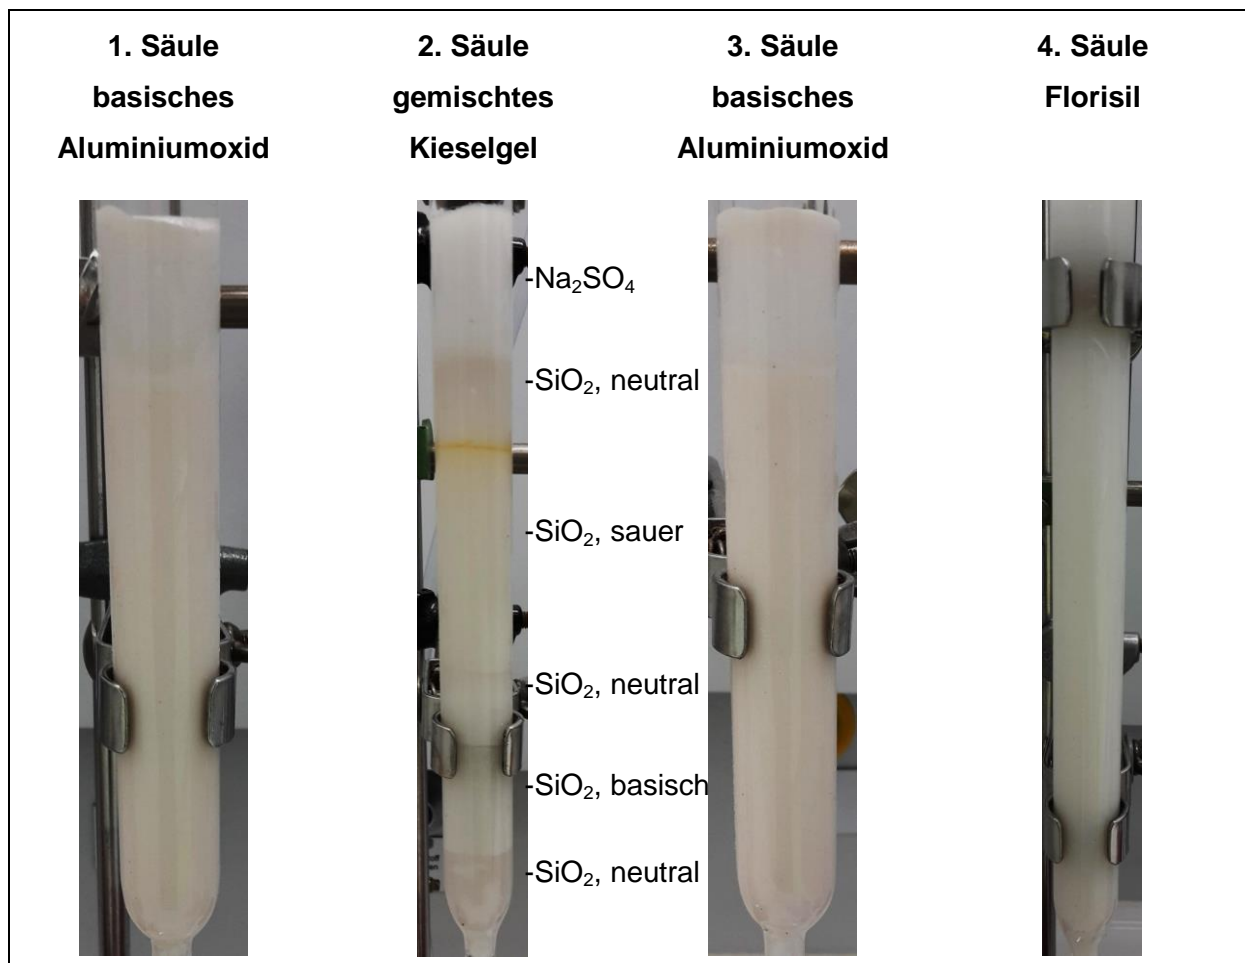 1. Säule
basisches
Aluminiumoxid
2. Säule
gemischtes
Kieselgel
3. Säule
basisches
Aluminiumoxid
4. Säule
Florisil
-Na₂SO₄
-SiO₂, neutral
-SiO₂, sauer
-SiO₂, neutral
-SiO₂, basisch
-SiO₂, neutral